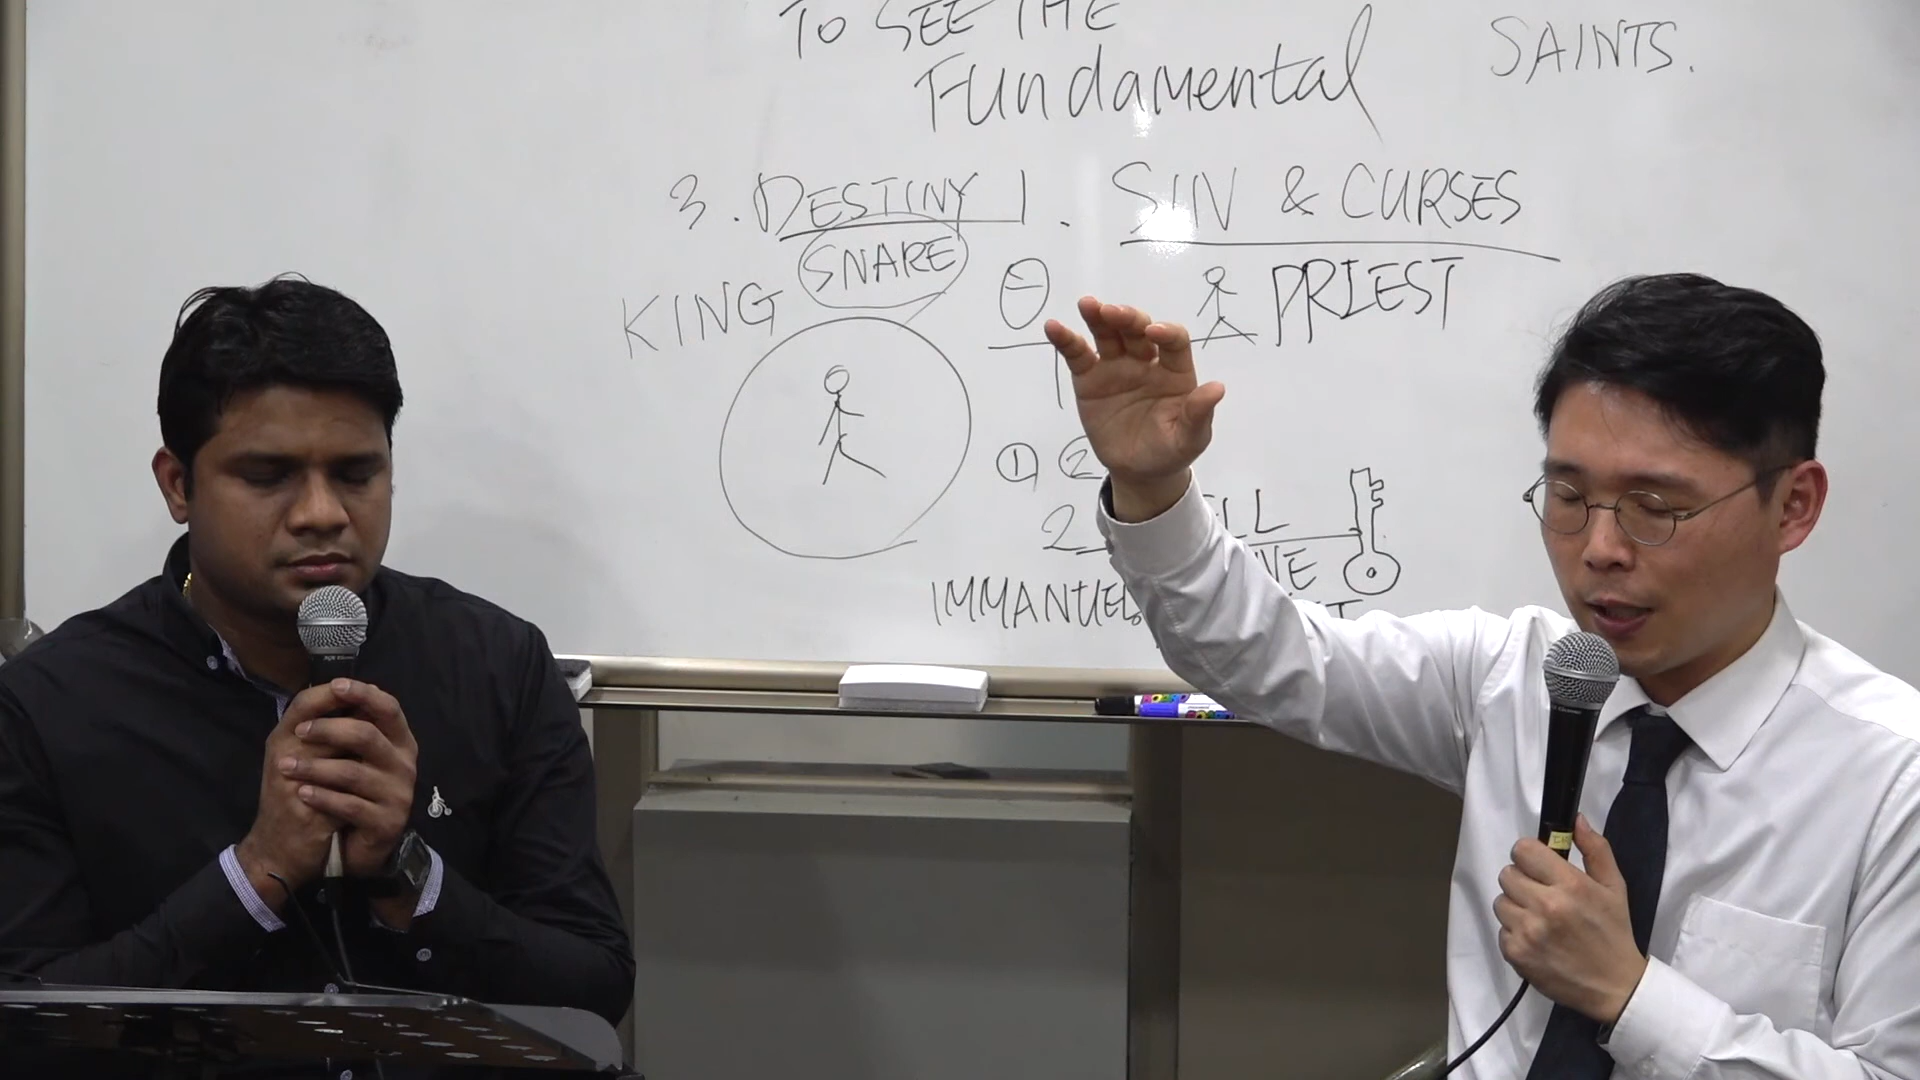 TO SEE THE
Fundamental
SAINTS.
3. DESTINY 1. SIN & CURSES
KING SNARE
PRIEST
1 2
2
IMMANUEL